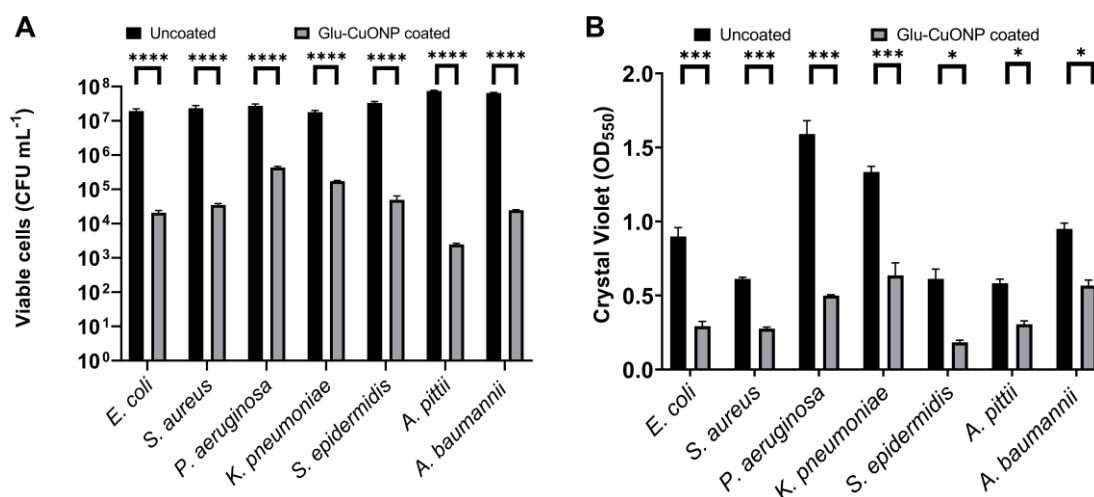 A
Uncoated
Glu-CuONP coated
**** **** **** **** **** **** ****
Viable cells (CFU mL⁻¹)
10⁸
10⁷
10⁶
10⁵
10⁴
10³
10²
10¹
10⁰
E. coli
S. aureus
P. aeruginosa
K. pneumoniae
S. epidermidis
A. pittii
A. baumannii
B
Uncoated
Glu-CuONP coated
*** *** *** *** * * *
Crystal Violet (OD₅₅₀)
2.0
1.5
1.0
0.5
0.0
E. coli
S. aureus
P. aeruginosa
K. pneumoniae
S. epidermidis
A. pittii
A. baumannii